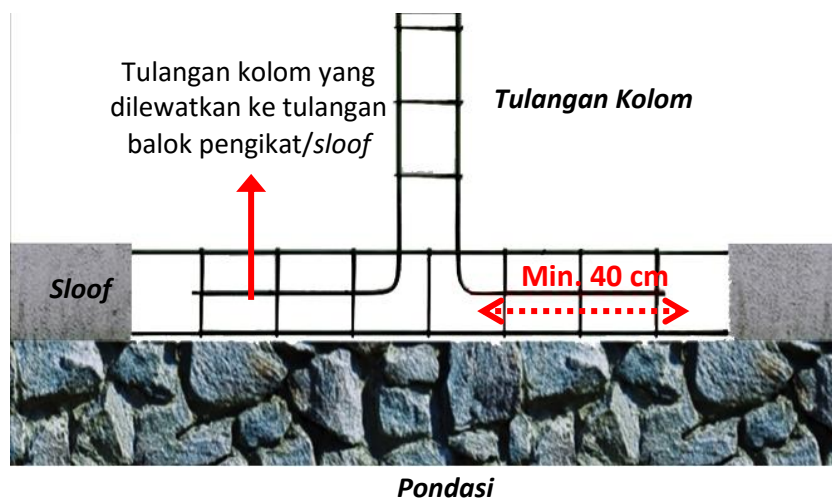 Tulangan kolom yang
dilewatkan ke tulangan
balok pengikat/sloof
Tulangan Kolom
Sloof
Min. 40 cm
Pondasi